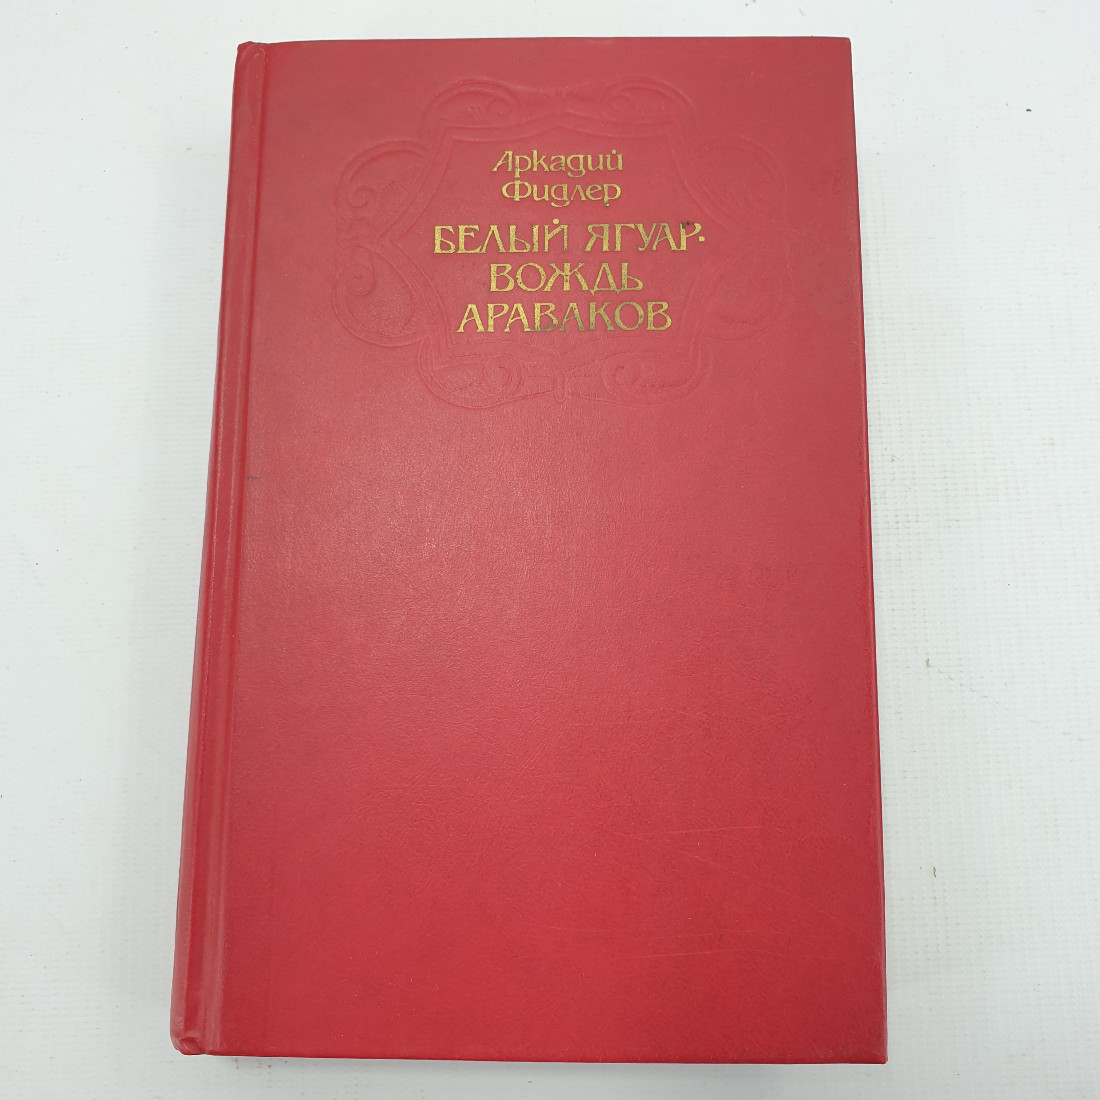 Аркадий
Фидлер
БЕЛЫЙ ЯГУАР-
ВОЖДЬ
АРАВАКОВ